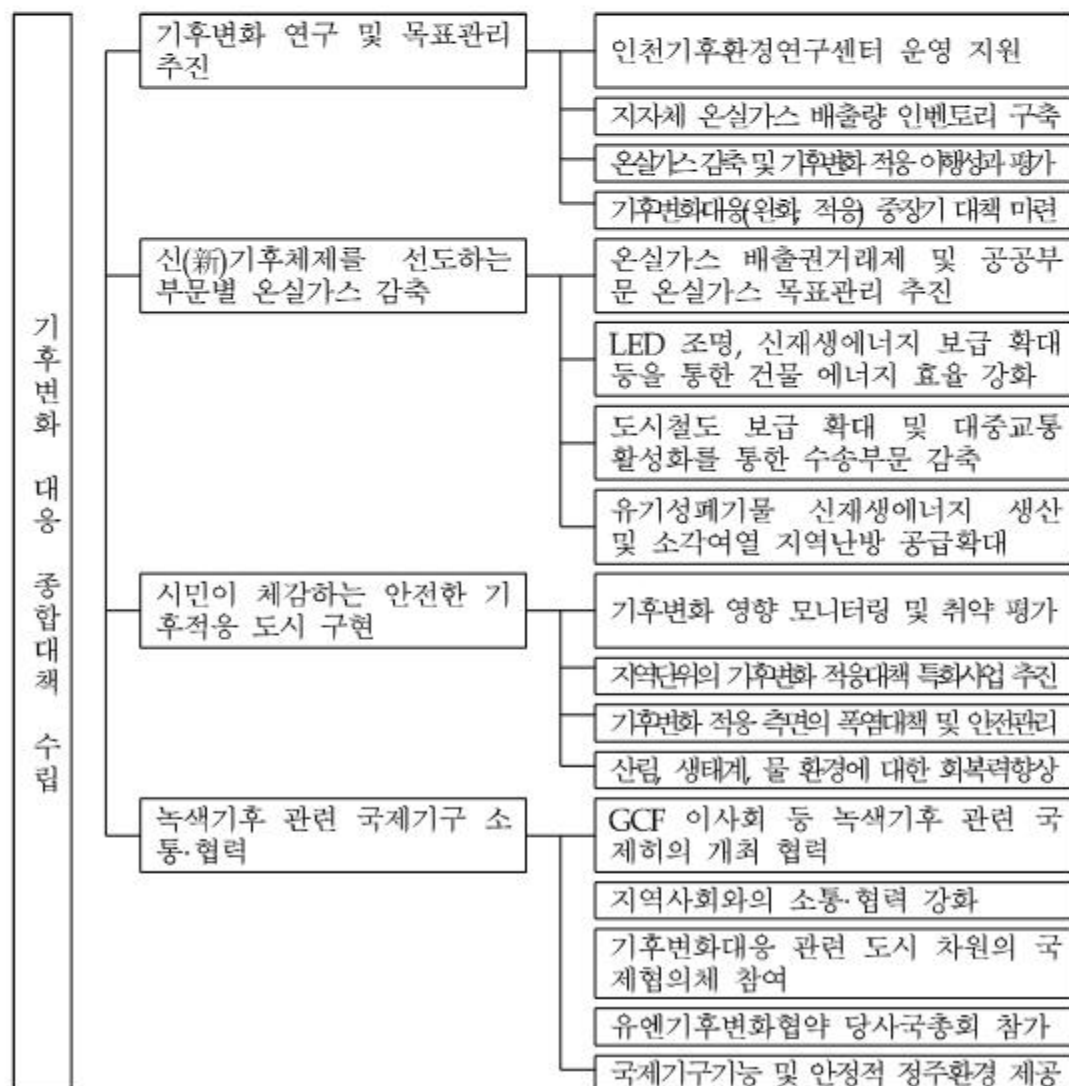 기후변화 대응 종합대책 수립
기후변화 연구 및 목표관리
추진
인천기후환경연구센터 운영 지원
지자체 온실가스 배출량 인벤토리 구축
온실가스 감축 및 기후변화 적응 이행성과 평가
기후변화대응(완화, 적응) 중장기 대책 마련
신(新)기후체제를 선도하는
부문별 온실가스 감축
온실가스 배출권거래제 및 공공부
문 온실가스 목표관리 추진
LED 조명, 신재생에너지 보급 확대
등을 통한 건물 에너지 효율 강화
도시철도 보급 확대 및 대중교통
활성화를 통한 수송부문 감축
유기성폐기물 신재생에너지 생산
및 소각여열 지역난방 공급확대
시민이 체감하는 안전한 기
후적응 도시 구현
기후변화 영향 모니터링 및 취약 평가
지역단위의 기후변화 적응대책 특화사업 추진
기후변화 적응 측면의 폭염대책 및 안전관리
산림, 생태계, 물 환경에 대한 회복력향상
녹색기후 관련 국제기구 소
통·협력
GCF 이사회 등 녹색기후 관련 국
제히의 개최 협력
지역사회와의 소통·협력 강화
기후변화대응 관련 도시 차원의 국
제협의체 참여
유엔기후변화협약 당사국총회 참가
국제기구기능 및 안정적 정주환경 제공